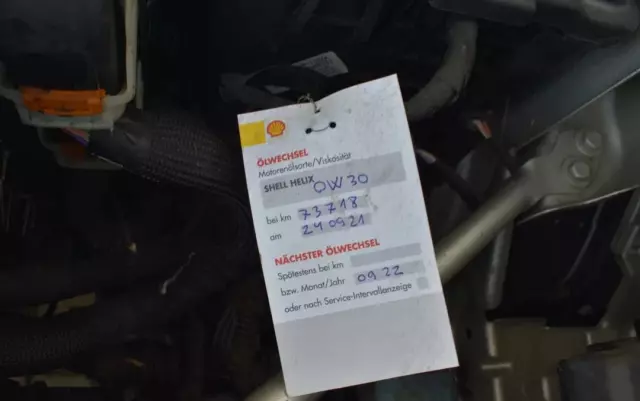 ÖLWECHSEL
Motorenölsorte/Viskosität
SHELL HELIX 0W30
bei km 73718
am 240921
NÄCHSTER ÖLWECHSEL
Spätestens bei km
bzw. Monat/Jahr 09 22
oder nach Service-Intervallanzeige